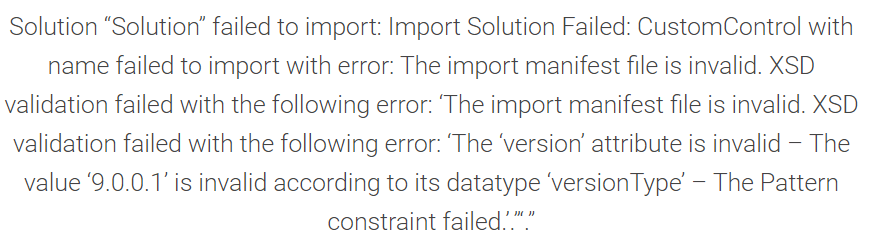 Solution “Solution” failed to import: Import Solution Failed: CustomControl with
name failed to import with error: The import manifest file is invalid. XSD
validation failed with the following error: ‘The import manifest file is invalid. XSD
validation failed with the following error: ‘The ‘version’ attribute is invalid – The
value ‘9.0.0.1’ is invalid according to its datatype ‘versionType’ – The Pattern
constraint failed.’.”‘.”